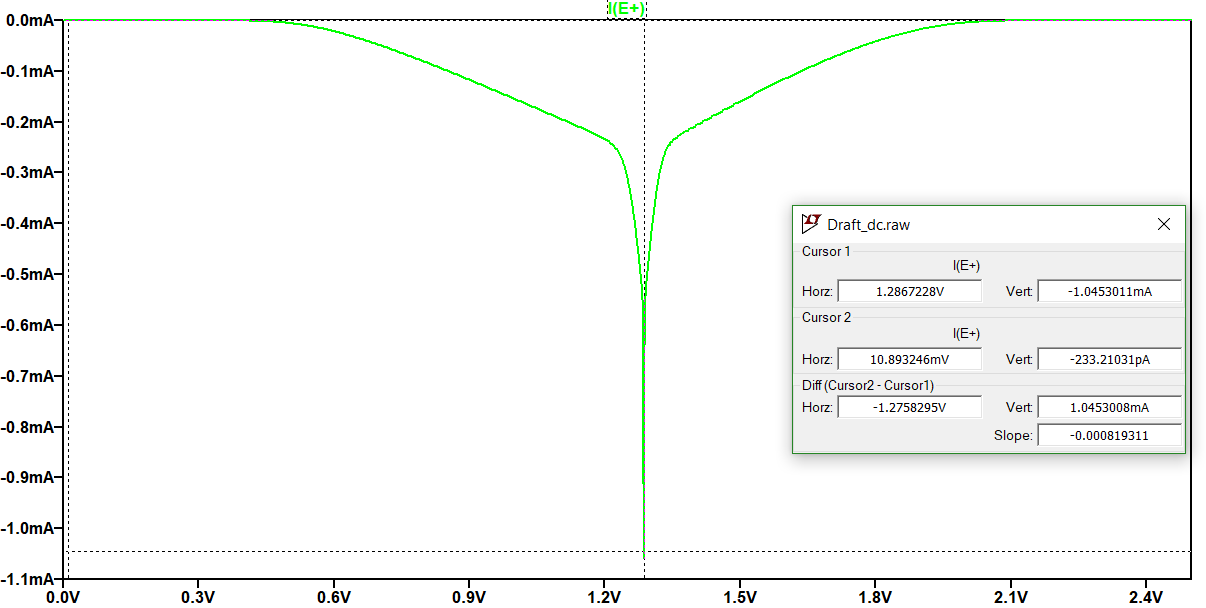 I(E+)
0.0mA
-0.1mA
-0.2mA
-0.3mA
-0.4mA
-0.5mA
-0.6mA
-0.7mA
-0.8mA
-0.9mA
-1.0mA
-1.1mA
0.0V 0.3V 0.6V 0.9V 1.2V 1.5V 1.8V 2.1V 2.4V
Draft_dc.raw
Cursor 1
I(E+)
Horz: 1.2867228V Vert: -1.0453011mA
Cursor 2
I(E+)
Horz: 10.893246mV Vert: -233.21031pA
Diff (Cursor2 - Cursor1)
Horz: -1.2758295V Vert: 1.0453008mA
Slope: -0.000819311